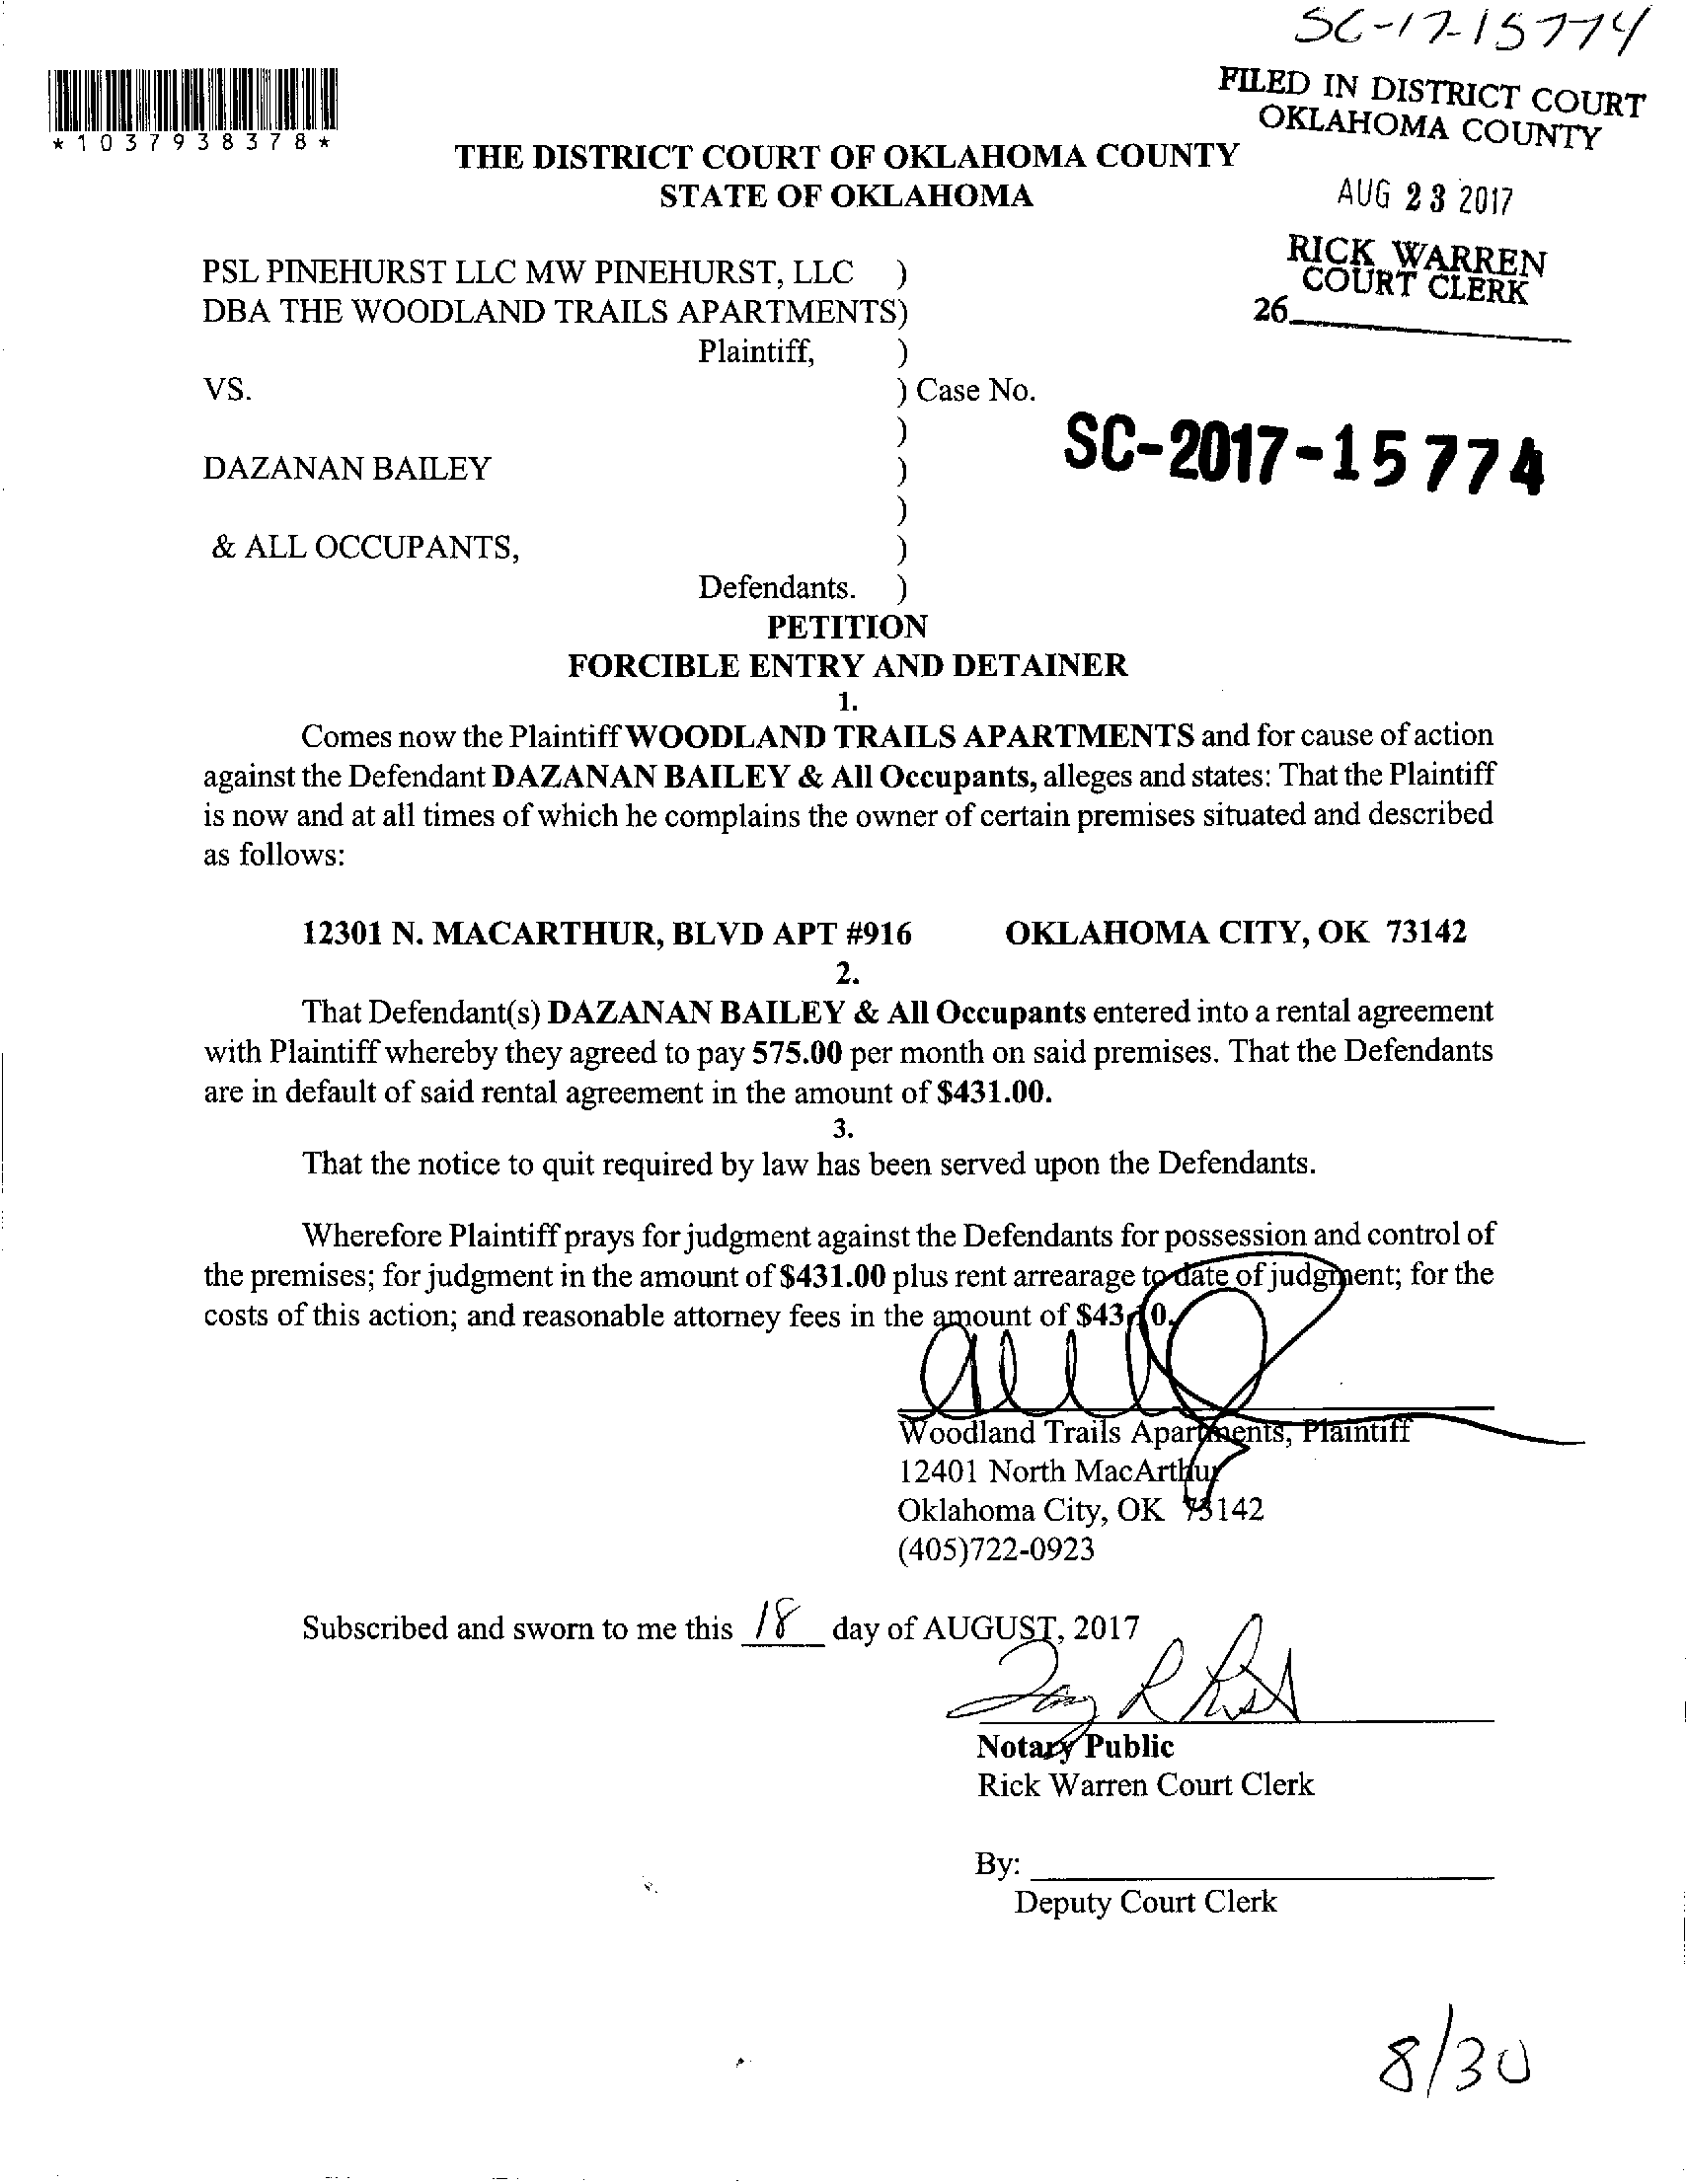 SC-17-15774
FILED IN DISTRICT COURT
OKLAHOMA COUNTY
*1037938378*
THE DISTRICT COURT OF OKLAHOMA COUNTY
STATE OF OKLAHOMA
AUG 23 2017
RICK WARREN
COURT CLERK
26
PSL PINEHURST LLC MW PINEHURST, LLC )
DBA THE WOODLAND TRAILS APARTMENTS)
Plaintiff, )
VS. ) Case No.
)
SC-2017-15774
DAZANAN BAILEY )
)
& ALL OCCUPANTS, )
Defendants. )
PETITION
FORCIBLE ENTRY AND DETAINER
1.
Comes now the Plaintiff WOODLAND TRAILS APARTMENTS and for cause of action
against the Defendant DAZANAN BAILEY & All Occupants, alleges and states: That the Plaintiff
is now and at all times of which he complains the owner of certain premises situated and described
as follows:
12301 N. MACARTHUR, BLVD APT #916 OKLAHOMA CITY, OK 73142
2.
That Defendant(s) DAZANAN BAILEY & All Occupants entered into a rental agreement
with Plaintiff whereby they agreed to pay 575.00 per month on said premises. That the Defendants
are in default of said rental agreement in the amount of $431.00.
3.
That the notice to quit required by law has been served upon the Defendants.
Wherefore Plaintiff prays for judgment against the Defendants for possession and control of
the premises; for judgment in the amount of $431.00 plus rent arrearage to date of judgment; for the
costs of this action; and reasonable attorney fees in the amount of $43.10.
Woodland Trails Apartments, Plaintiff
12401 North MacArthur
Oklahoma City, OK 73142
(405)722-0923
Subscribed and sworn to me this 18 day of AUGUST, 2017
Notary Public
Rick Warren Court Clerk
By:
Deputy Court Clerk
8/30